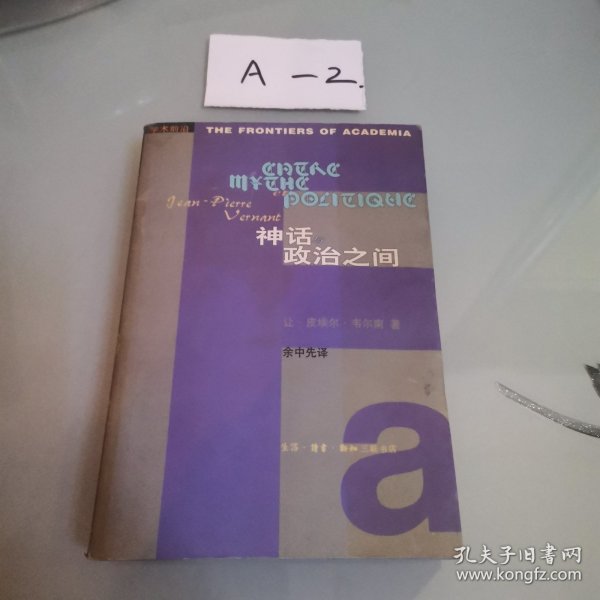 A-2.
学术前沿 THE FRONTIERS OF ACADEMIA
ENTRE
MYTHE
et POLITIQUE
Jean-Pierre
Vernant
神话
政治之间
让·皮埃尔·韦尔南 著
余中先译
a
生活·读书·新知三联书店
孔夫子旧书网
www.kongfz.com